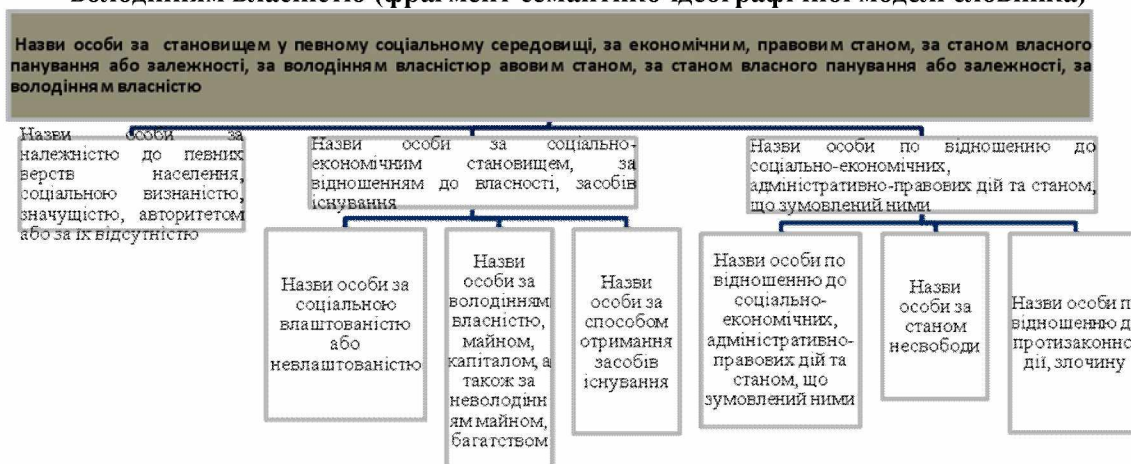 володінням власністю (фрагмент семантико-ідеографічної моделі словника)
Назви особи за становищем у певному соціальному середовищі, за економічним, правовим станом, за станом власного
панування або залежності, за володінням власністюр авовим станом, за станом власного панування або залежності, за
володінням власністю
Назви особи за
належністю до певних
верств населення,
соціальною визнаністю,
значущістю, авторитетом
або за їх відсутністю
Назви особи за соціально-
економічним становищем, за
відношенням до власності, засобів
існування
Назви особи по відношенню до
соціально-економічних,
адміністративно-правових дій та станом,
що зумовлений ними
Назви особи за
соціальною
влаштованістю
або
невлаштованістю
Назви
особи за
володінням
власністю,
майном,
капіталом, а
також за
неволодінн
ям майном,
багатством
Назви
особи за
способом
отримання
засобів
існування
Назви особи по
відношенню до
соціально-
економічних,
адміністративно-
правових дій та
станом, що
зумовлений ними
Назви
особи за
станом
несвободи
Назви особи п
відношенню д
протизаконно
дії, злочину